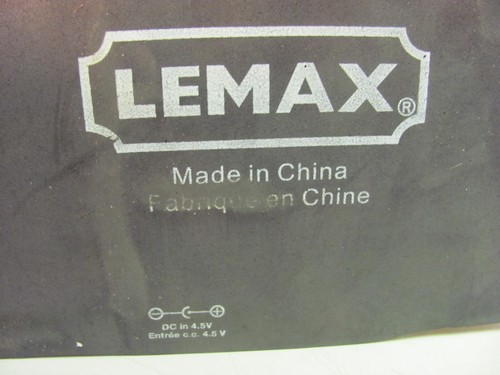 LEMAX®
Made in China
Fabriqué en Chine
DC in 4.5V
Entrée c.c. 4.5 V